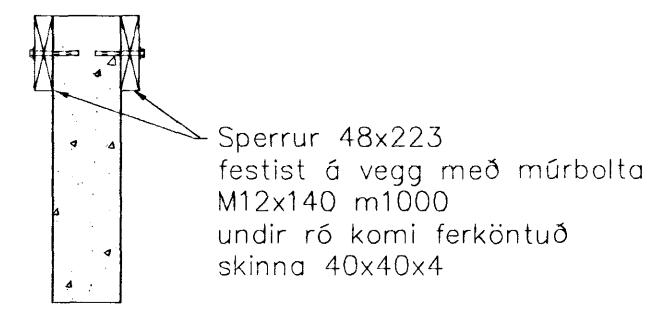 Sperrur 48x223
festist á vegg með múrbolta
M12x140 m1000
undir ró komi ferköntuð
skinna 40x40x4